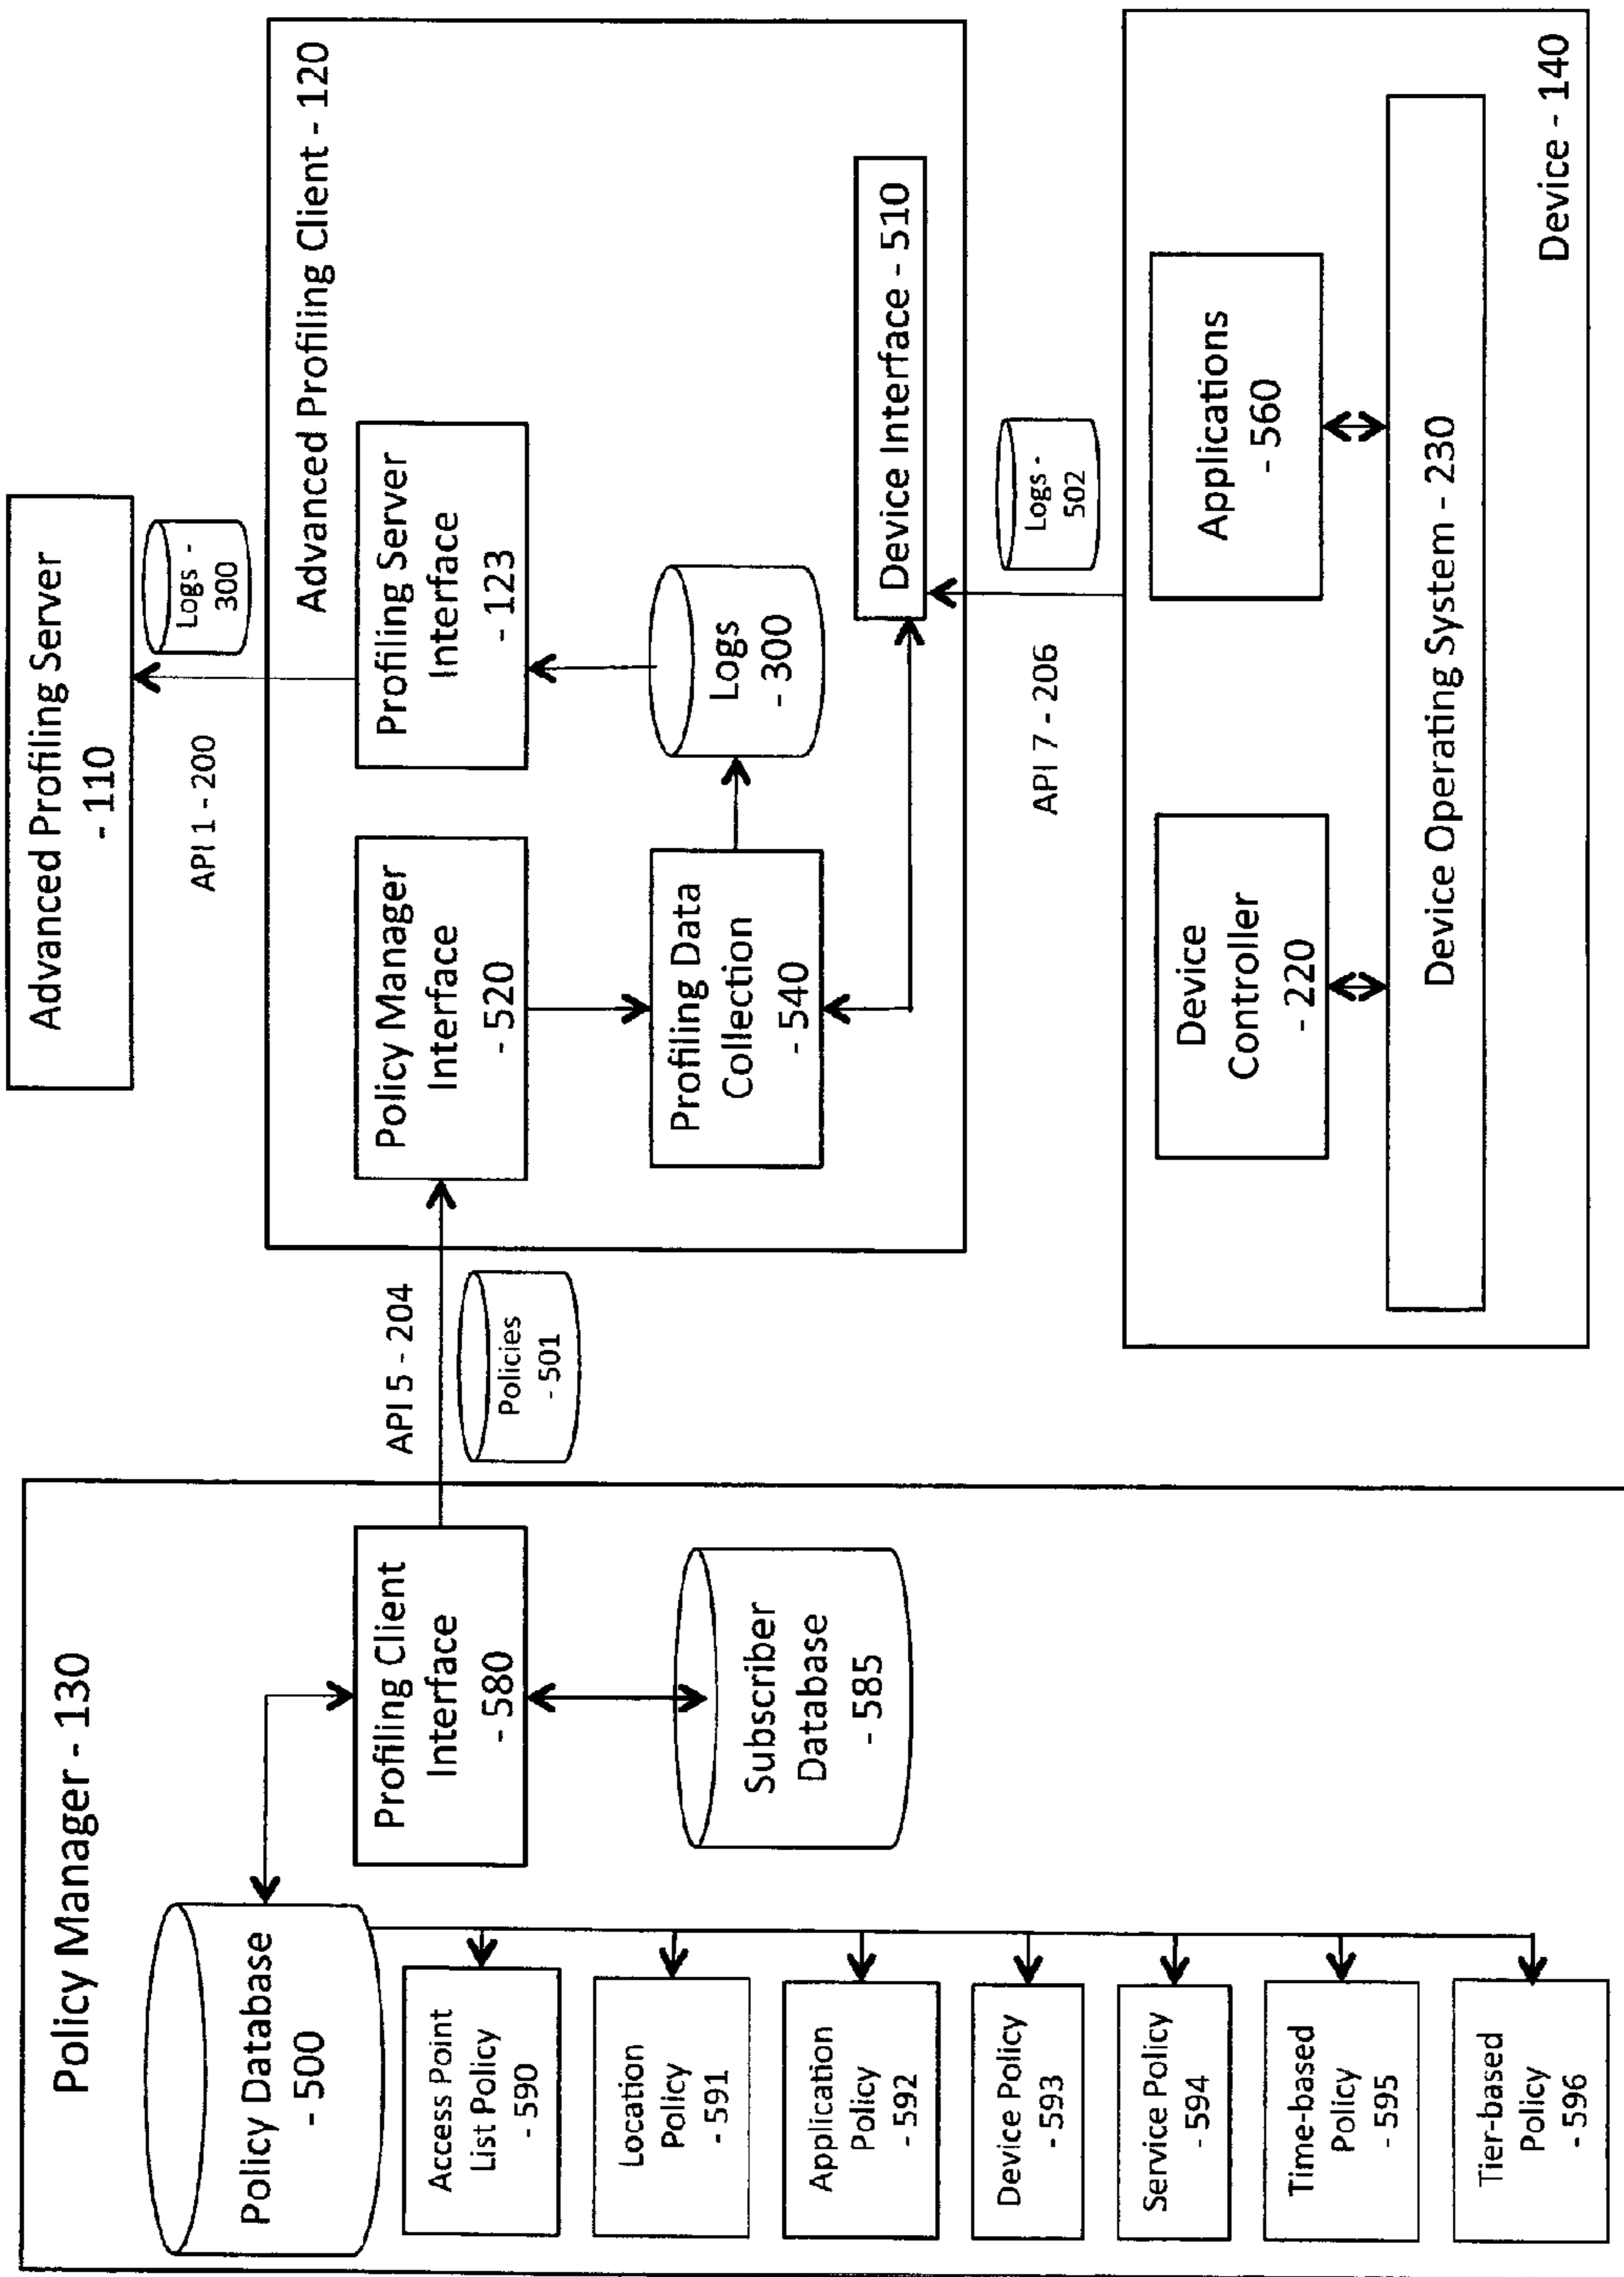 Policy Manager - 130
Policy Database
- 500
Access Point
List Policy
- 590
Location
Policy
- 591
Application
Policy
- 592
Device Policy
- 593
Service Policy
- 594
Time-based
Policy
- 595
Tier-based
Policy
- 596
Profiling Client
Interface
- 580
Subscriber
Database
- 585
API 5 - 204
Policies
- 501
Advanced Profiling Server
- 110
API 1 - 200
Logs -
300
Advanced Profiling Client - 120
Policy Manager
Interface
- 520
Profiling Server
Interface
- 123
Profiling Data
Collection
- 540
Logs
- 300
Device Interface - 510
API 7 - 206
Logs -
502
Device
Controller
- 220
Applications
- 560
Device Operating System - 230
Device - 140